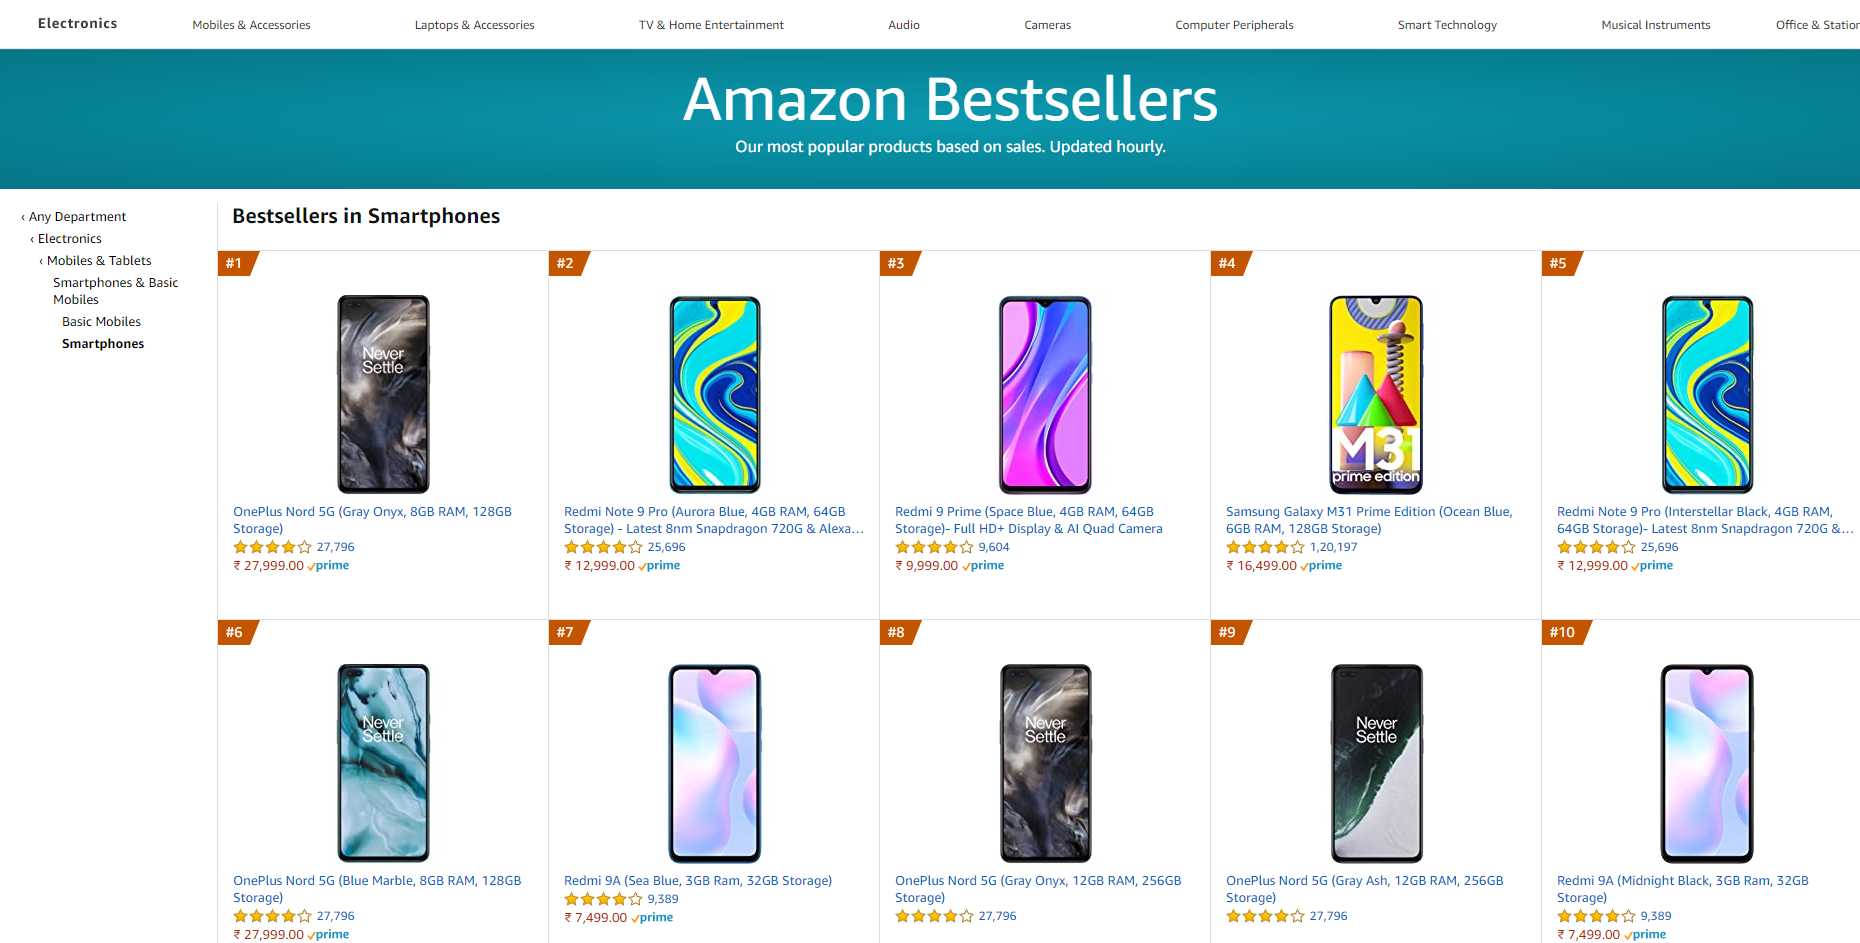 Electronics
Mobiles & Accessories
Laptops & Accessories
TV & Home Entertainment
Audio
Cameras
Computer Peripherals
Smart Technology
Musical Instruments
Office & Station
Amazon Bestsellers
Our most popular products based on sales. Updated hourly.
‹ Any Department
‹ Electronics
‹ Mobiles & Tablets
Smartphones & Basic
Mobiles
Basic Mobiles
Smartphones
Bestsellers in Smartphones
#1
Never
Settle
OnePlus Nord 5G (Gray Onyx, 8GB RAM, 128GB
Storage)
27,796
₹ 27,999.00 prime
#2
Redmi Note 9 Pro (Aurora Blue, 4GB RAM, 64GB
Storage) - Latest 8nm Snapdragon 720G & Alexa…
25,696
₹ 12,999.00 prime
#3
Redmi 9 Prime (Space Blue, 4GB RAM, 64GB
Storage)- Full HD+ Display & AI Quad Camera
9,604
₹ 9,999.00 prime
#4
M31
prime edition
Samsung Galaxy M31 Prime Edition (Ocean Blue,
6GB RAM, 128GB Storage)
1,20,197
₹ 16,499.00 prime
#5
Redmi Note 9 Pro (Interstellar Black, 4GB RAM,
64GB Storage)- Latest 8nm Snapdragon 720G &…
25,696
₹ 12,999.00 prime
#6
Never
Settle
OnePlus Nord 5G (Blue Marble, 8GB RAM, 128GB
Storage)
27,796
₹ 27,999.00 prime
#7
Redmi 9A (Sea Blue, 3GB Ram, 32GB Storage)
9,389
₹ 7,499.00 prime
#8
Never
Settle
OnePlus Nord 5G (Gray Onyx, 12GB RAM, 256GB
Storage)
27,796
#9
Never
Settle
OnePlus Nord 5G (Gray Ash, 12GB RAM, 256GB
Storage)
27,796
#10
Redmi 9A (Midnight Black, 3GB Ram, 32GB
Storage)
9,389
₹ 7,499.00 prime